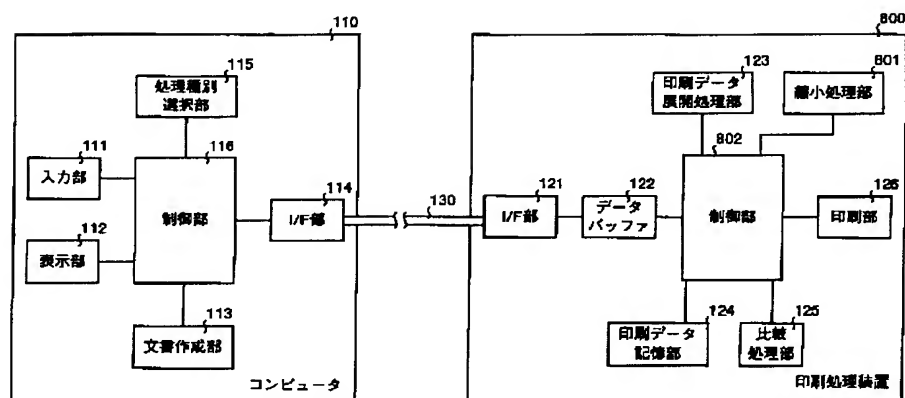 110
115
処理種別
選択部
111
入力部
116
制御部
114
I/F部
112
表示部
113
文書作成部
コンピュータ
130
800
123
印刷データ
展開処理部
801
縮小処理部
802
制御部
121
I/F部
122
データ
バッファ
126
印刷部
124
印刷データ
記憶部
125
比較
処理部
印刷処理装置